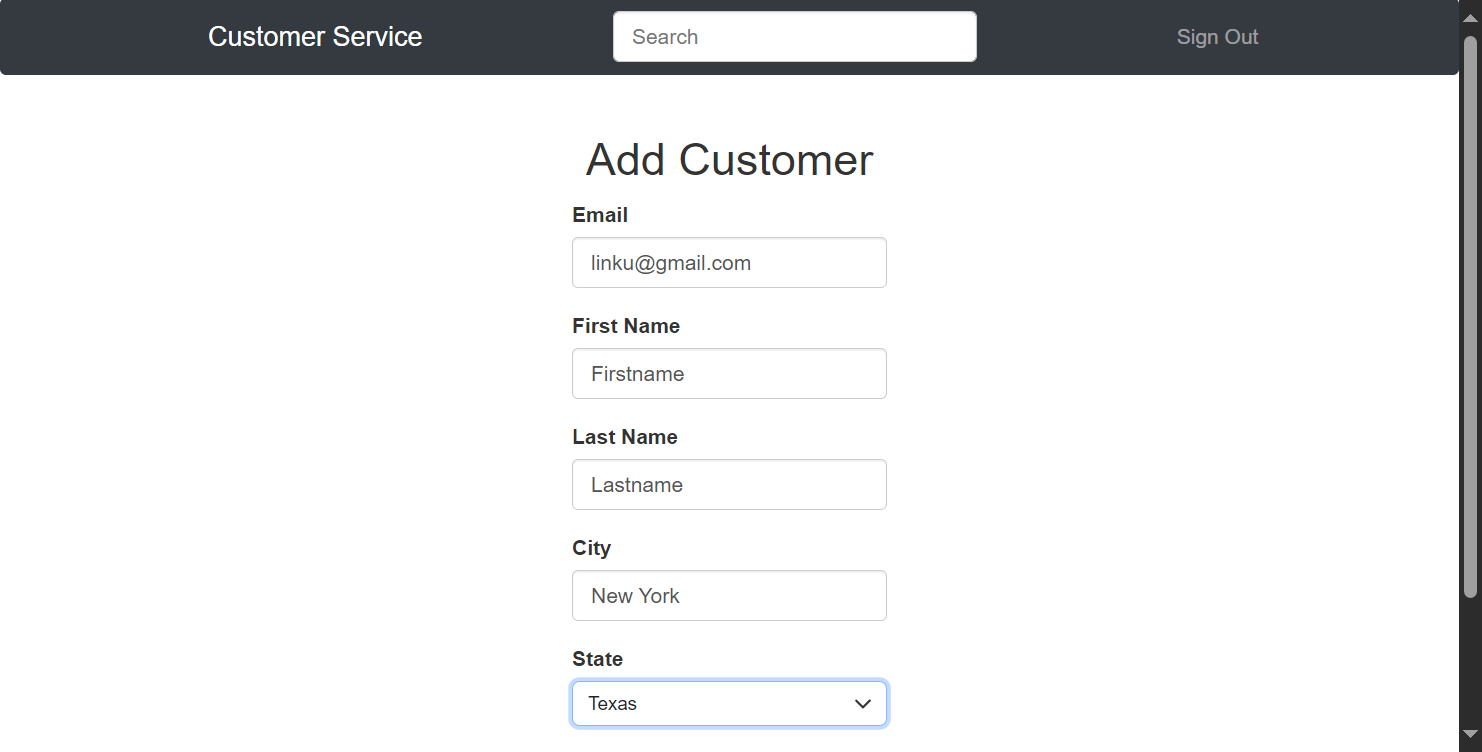 Customer Service
Search
Sign Out
Add Customer
Email
linku@gmail.com
First Name
Firstname
Last Name
Lastname
City
New York
State
Texas